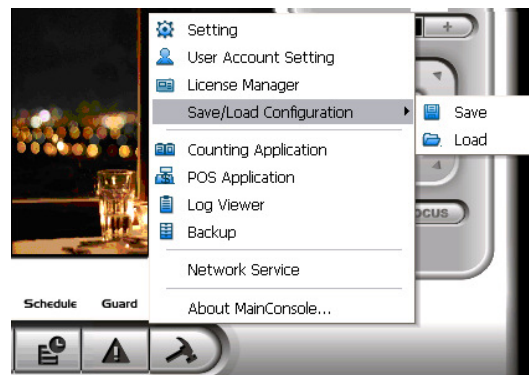 Setting
User Account Setting
License Manager
Save/Load Configuration
Save
Load
Counting Application
POS Application
Log Viewer
Backup
Network Service
About MainConsole...
Schedule
Guard